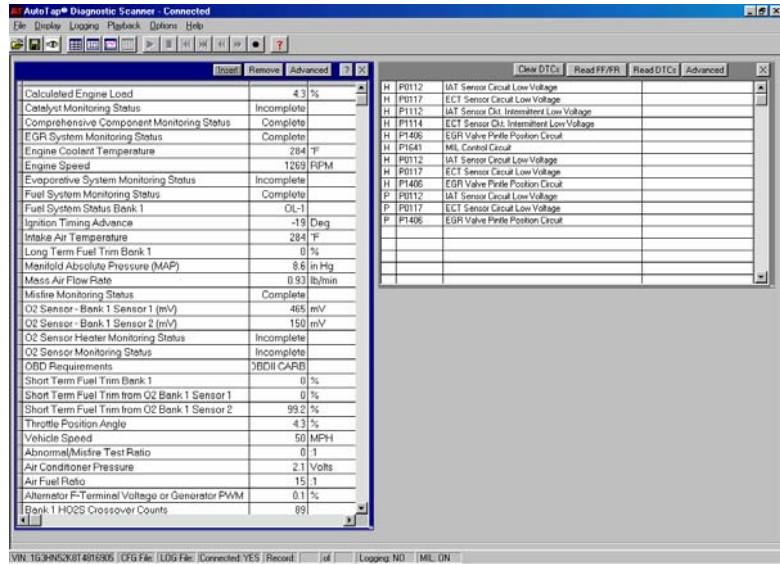 AutoTap® Diagnostic Scanner - Connected
File Display Logging Playback Options Help
Insert Remove Advanced ? X
Calculated Engine Load 4.3 %
Catalyst Monitoring Status Incomplete
Comprehensive Component Monitoring Status Complete
EGR System Monitoring Status Complete
Engine Coolant Temperature 284 °F
Engine Speed 1269 RPM
Evaporative System Monitoring Status Incomplete
Fuel System Monitoring Status Complete
Fuel System Status Bank 1 OL-1
Ignition Timing Advance -19 Deg
Intake Air Temperature 284 °F
Long Term Fuel Trim Bank 1 0 %
Manifold Absolute Pressure (MAP) 8.6 in Hg
Mass Air Flow Rate 0.93 lb/min
Misfire Monitoring Status Complete
O2 Sensor - Bank 1 Sensor 1 (mV) 465 mV
O2 Sensor - Bank 1 Sensor 2 (mV) 150 mV
O2 Sensor Heater Monitoring Status Incomplete
O2 Sensor Monitoring Status Incomplete
OBD Requirements OBDII CARB
Short Term Fuel Trim Bank 1 0 %
Short Term Fuel Trim from O2 Bank 1 Sensor 1 0 %
Short Term Fuel Trim from O2 Bank 1 Sensor 2 99.2 %
Throttle Position Angle 4.3 %
Vehicle Speed 50 MPH
Abnormal/Misfire Test Ratio 0 :1
Air Conditioner Pressure 2.1 Volts
Air Fuel Ratio 15 :1
Alternator F-Terminal Voltage or Generator PWM 0.1 %
Bank 1 HO2S Crossover Counts 89
Clear DTCs Read FF/FR Read DTCs Advanced X
H P0112 IAT Sensor Circuit Low Voltage
H P0117 ECT Sensor Circuit Low Voltage
H P1112 IAT Sensor Ckt. Intermittent Low Voltage
H P1114 ECT Sensor Ckt. Intermittent Low Voltage
H P1406 EGR Valve Pintle Position Circuit
H P1641 MIL Control Circuit
H P0112 IAT Sensor Circuit Low Voltage
H P0117 ECT Sensor Circuit Low Voltage
H P1406 EGR Valve Pintle Position Circuit
P P0112 IAT Sensor Circuit Low Voltage
P P0117 ECT Sensor Circuit Low Voltage
P P1406 EGR Valve Pintle Position Circuit
VIN: 1G3HN52K8T4816905 CFG File: LOG File: Connected: YES Record: of Logging: NO MIL: ON